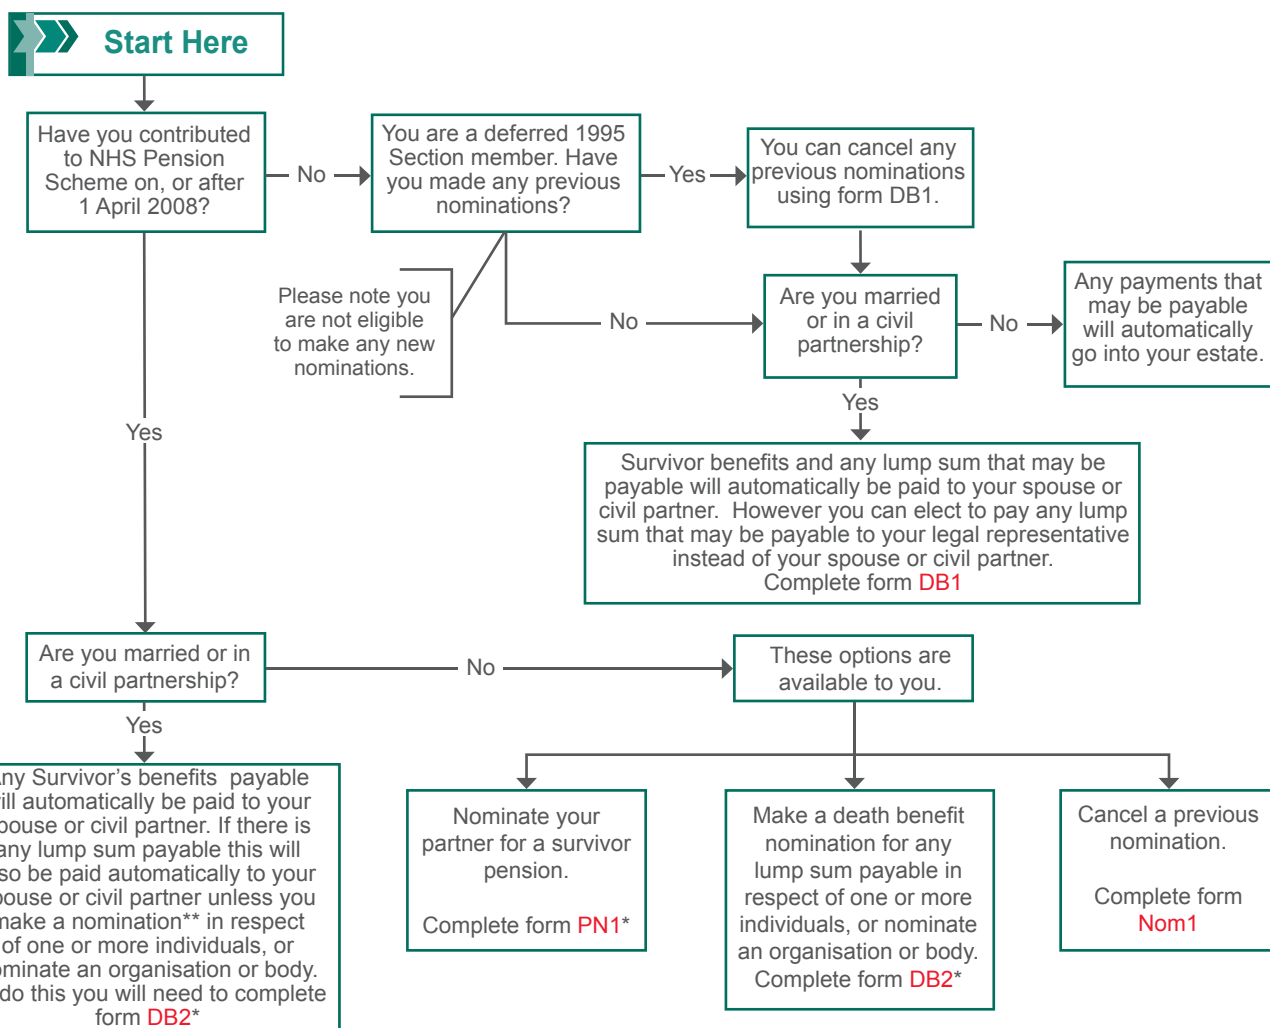 Start Here
Have you contributed
to NHS Pension
Scheme on, or after
1 April 2008?
No
You are a deferred 1995
Section member. Have
you made any previous
nominations?
Yes
You can cancel any
previous nominations
using form DB1.
Please note you
are not eligible
to make any new
nominations.
No
Are you married
or in a civil
partnership?
No
Any payments that
may be payable
will automatically
go into your estate.
Yes
Yes
Survivor benefits and any lump sum that may be
payable will automatically be paid to your spouse or
civil partner. However you can elect to pay any lump
sum that may be payable to your legal representative
instead of your spouse or civil partner.
Complete form DB1
Are you married or in
a civil partnership?
No
These options are
available to you.
Yes
ny Survivor's benefits payable
ill automatically be paid to your
pouse or civil partner. If there is
any lump sum payable this will
so be paid automatically to your
pouse or civil partner unless you
make a nomination** in respect
of one or more individuals, or
ominate an organisation or body.
do this you will need to complete
form DB2*
Nominate your
partner for a survivor
pension.
Complete form PN1*
Make a death benefit
nomination for any
lump sum payable in
respect of one or more
individuals, or nominate
an organisation or body.
Complete form DB2*
Cancel a previous
nomination.
Complete form
Nom1